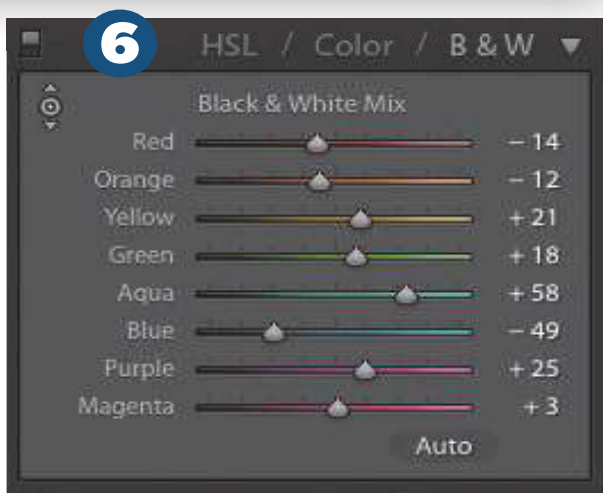 6
HSL / Color / B & W
Black & White Mix
Red − 14
Orange − 12
Yellow + 21
Green + 18
Aqua + 58
Blue − 49
Purple + 25
Magenta + 3
Auto